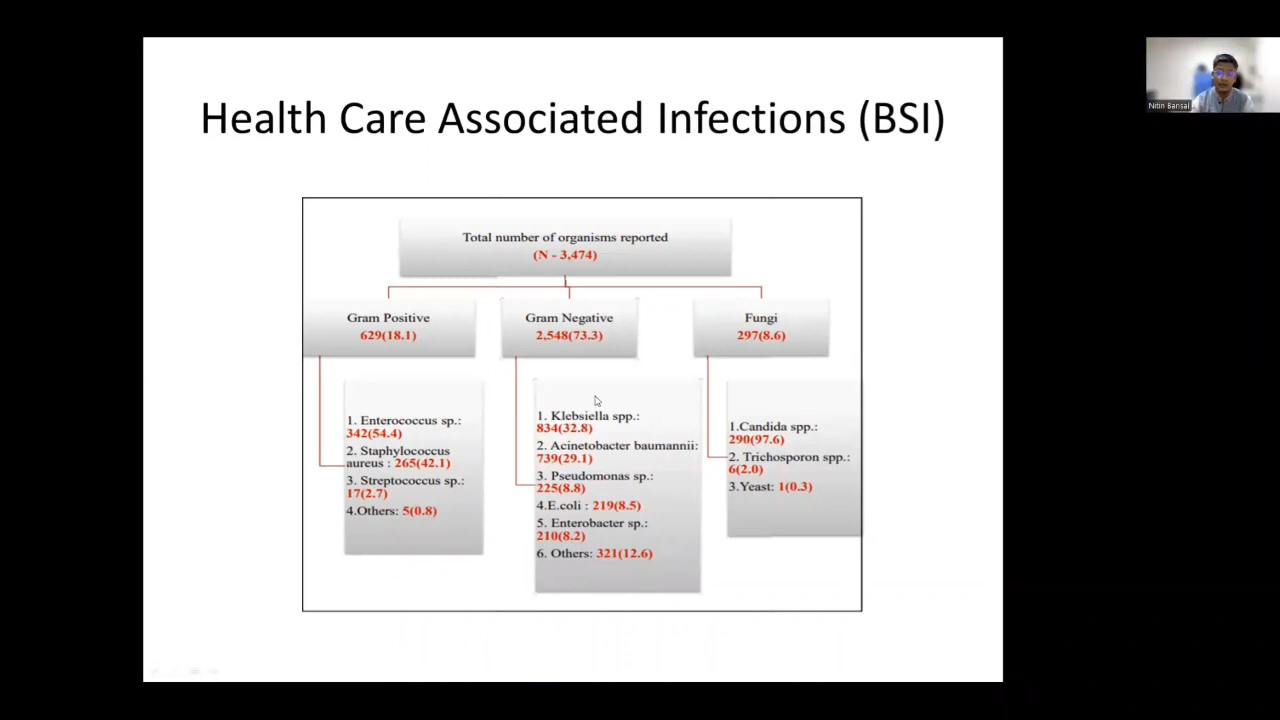 Health Care Associated Infections (BSI)
Nitin Bansal
Total number of organisms reported
(N - 3,474)
Gram Positive
629(18.1)
Gram Negative
2,548(73.3)
Fungi
297(8.6)
1. Enterococcus sp.:
342(54.4)
2. Staphylococcus
aureus : 265(42.1)
3. Streptococcus sp.:
17(2.7)
4.Others: 5(0.8)
1. Klebsiella spp.:
834(32.8)
2. Acinetobacter baumannii:
739(29.1)
3. Pseudomonas sp.:
225(8.8)
4.E.coli : 219(8.5)
5. Enterobacter sp.:
210(8.2)
6. Others: 321(12.6)
1.Candida spp.:
290(97.6)
2. Trichosporon spp.:
6(2.0)
3.Yeast: 1(0.3)